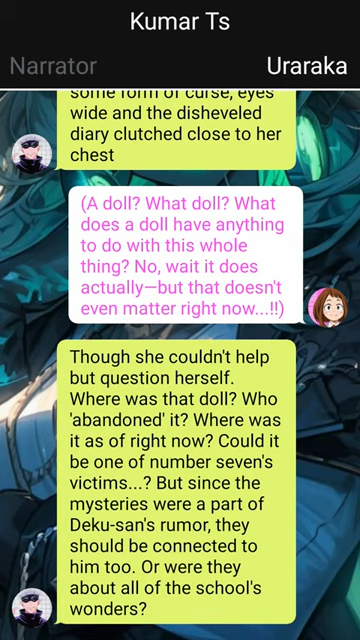 Kumar Ts
Narrator
Uraraka
some form of curse, eyes
wide and the disheveled
diary clutched close to her
chest
(A doll? What doll? What
does a doll have anything
to do with this whole
thing? No, wait it does
actually—but that doesn't
even matter right now...!!)
Though she couldn't help
but question herself.
Where was that doll? Who
'abandoned' it? Where was
it as of right now? Could it
be one of number seven's
victims...? But since the
mysteries were a part of
Deku-san's rumor, they
should be connected to
him too. Or were they
about all of the school's
wonders?